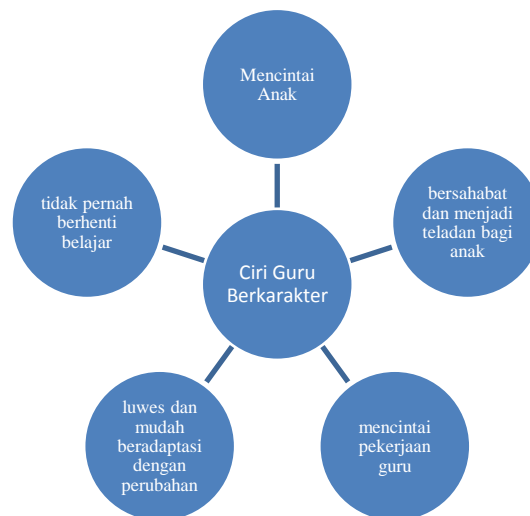 Mencintai
Anak
bersahabat
dan menjadi
teladan bagi
anak
mencintai
pekerjaan
guru
luwes dan
mudah
beradaptasi
dengan
perubahan
tidak pernah
berhenti
belajar
Ciri Guru
Berkarakter